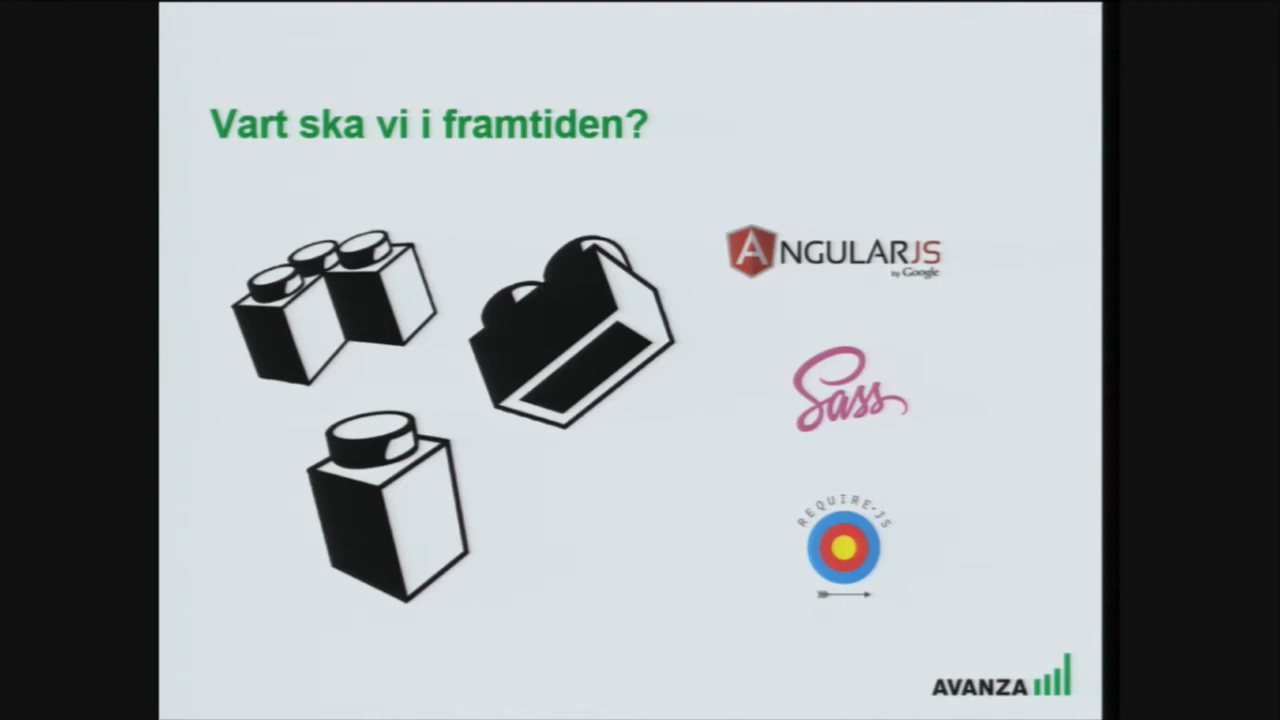 Vart ska vi i framtiden?
ANGULARJS
by Google
Sass
REQUIRE·JS
AVANZA